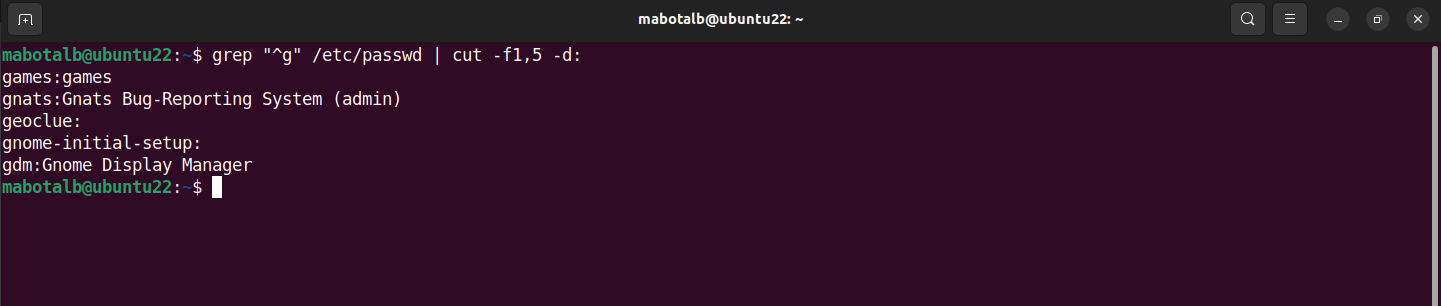 mabotalb@ubuntu22: ~
mabotalb@ubuntu22:~$ grep "^g" /etc/passwd | cut -f1,5 -d:
games:games
gnats:Gnats Bug-Reporting System (admin)
geoclue:
gnome-initial-setup:
gdm:Gnome Display Manager
mabotalb@ubuntu22:~$